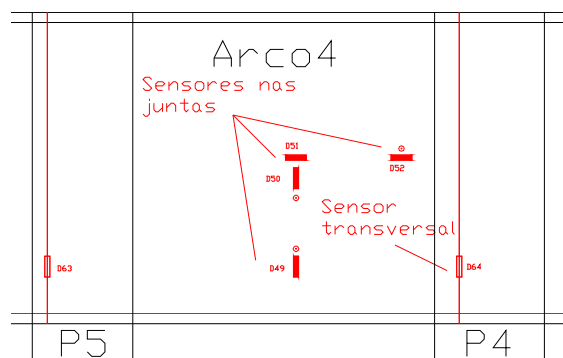 Arco4
Sensores nas
juntas
D51
D52
D50
Sensor
transversal
D63
D49
D64
P5
P4